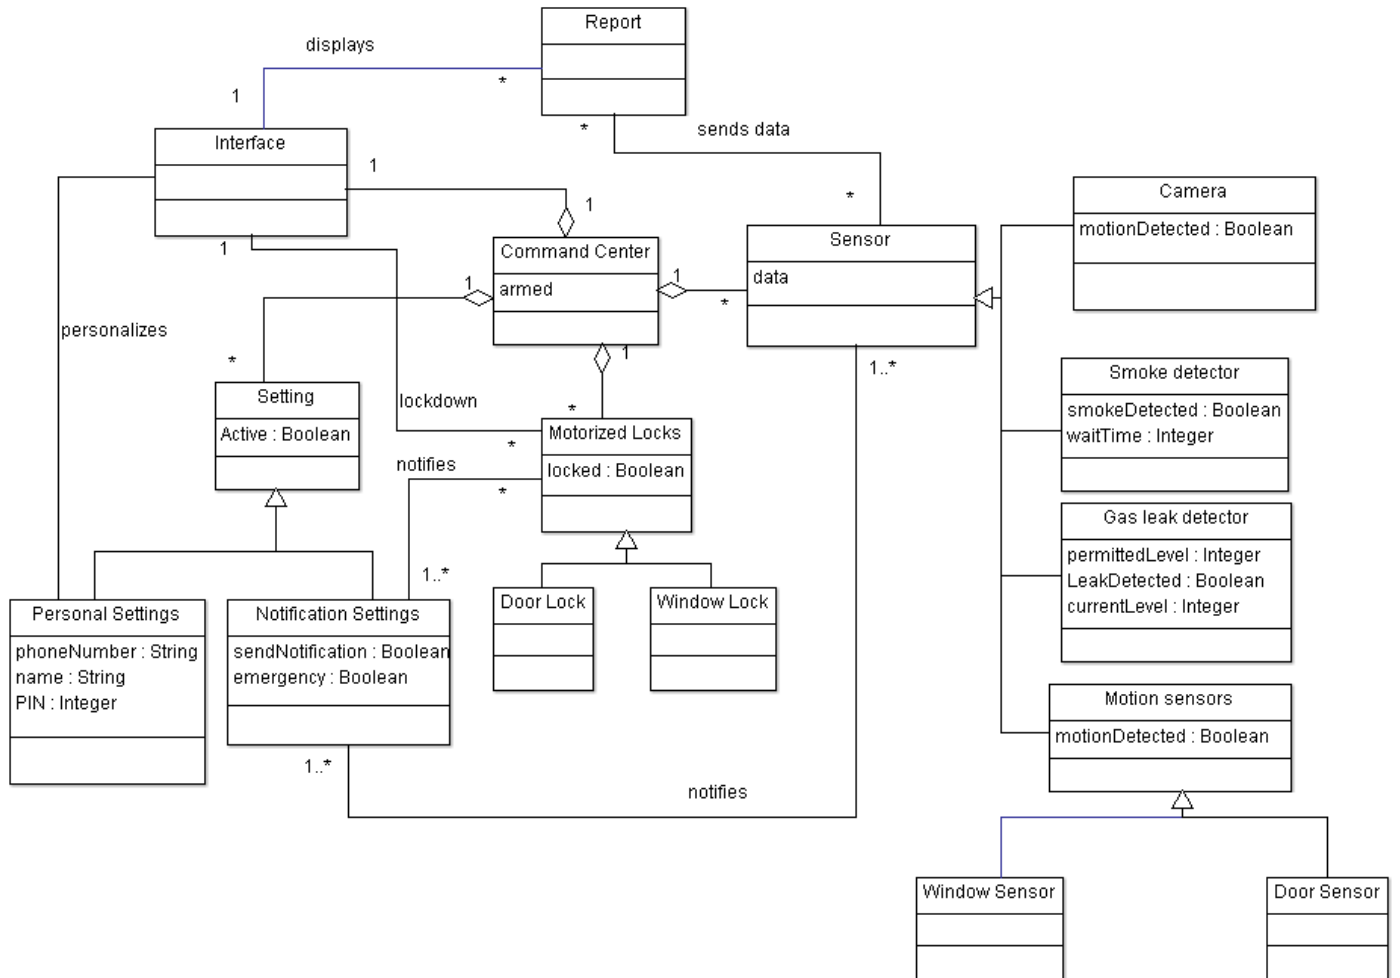 Report
displays
*
1
*
sends data
Interface
1
*
Camera
motionDetected : Boolean
1
Sensor
1
Command Center
data
1
1
armed
*
personalizes
1
*
1..*
Smoke detector
smokeDetected : Boolean
waitTime : Integer
Setting
Active : Boolean
lockdown
*
Motorized Locks
*
locked : Boolean
notifies
*
Gas leak detector
permittedLevel : Integer
LeakDetected : Boolean
currentLevel : Integer
1..*
Personal Settings
phoneNumber : String
name : String
PIN : Integer
Notification Settings
sendNotification : Boolean
emergency : Boolean
Door Lock
Window Lock
Motion sensors
motionDetected : Boolean
1..*
notifies
Window Sensor
Door Sensor